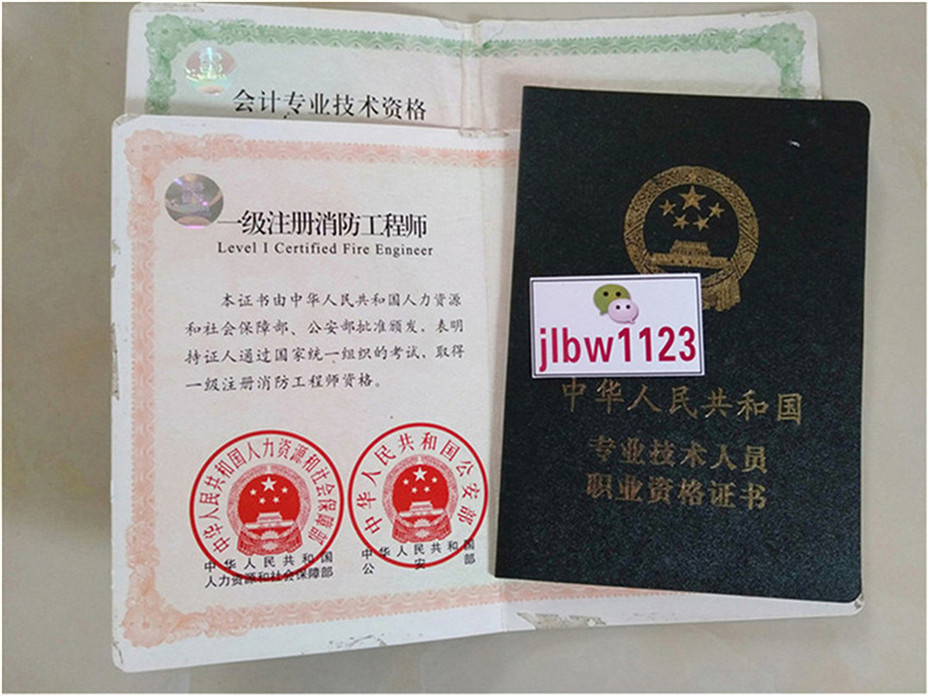 会计专业技术资格
一级注册消防工程师
Level I Certified Fire Engineer
本证书由中华人民共和国人力资源
和社会保障部、公安部批准颁发,表明
持证人通过国家统一组织的考试、取得
一级注册消防工程师资格。
中华人民共和国人力资源和社会保障部
中华人民共和国公安部
中华人民共和国
人力资源和社会保障部
中华人民共和国
公安部
jlbw1123
中华人民共和国
专业技术人员
职业资格证书